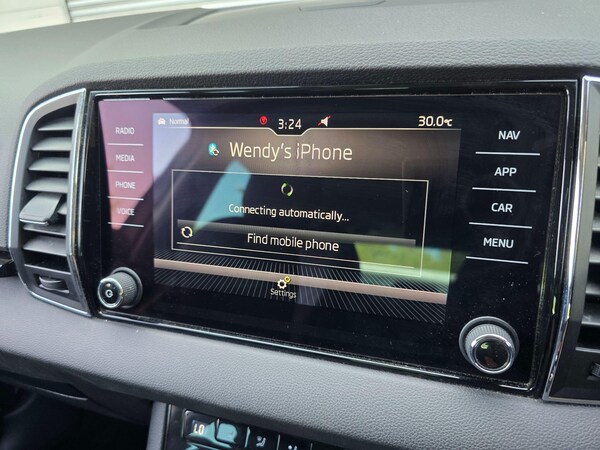 RADIO
MEDIA
PHONE
VOICE
Normal
3:24
30.0°C
Wendy's iPhone
Connecting automatically...
Find mobile phone
Settings
NAV
APP
CAR
MENU
LO